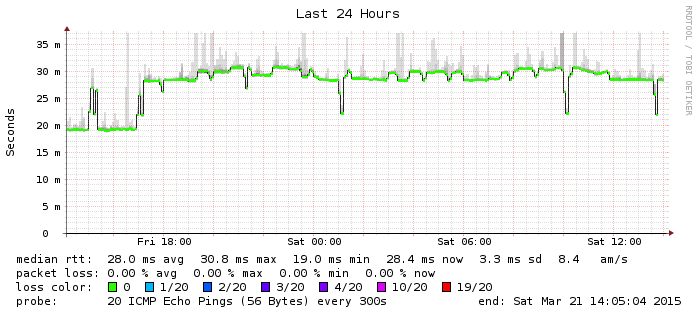 Last 24 Hours
RRDTOOL / TOBI OETIKER
Seconds
35 m
30 m
25 m
20 m
15 m
10 m
5 m
0
Fri 18:00 Sat 00:00 Sat 06:00 Sat 12:00
median rtt: 28.0 ms avg 30.8 ms max 19.0 ms min 28.4 ms now 3.3 ms sd 8.4 am/s
packet loss: 0.00 % avg 0.00 % max 0.00 % min 0.00 % now
loss color: 0 1/20 2/20 3/20 4/20 10/20 19/20
probe: 20 ICMP Echo Pings (56 Bytes) every 300s end: Sat Mar 21 14:05:04 2015